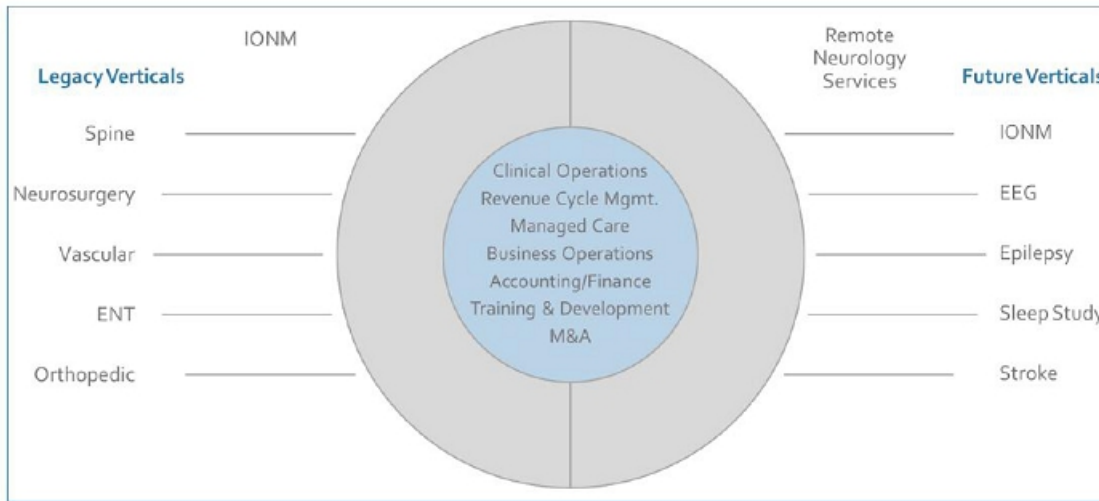 IONM
Legacy Verticals
Spine
Neurosurgery
Vascular
ENT
Orthopedic
Clinical Operations
Revenue Cycle Mgmt.
Managed Care
Business Operations
Accounting/Finance
Training & Development
M&A
Remote
Neurology
Services
Future Verticals
IONM
EEG
Epilepsy
Sleep Study
Stroke